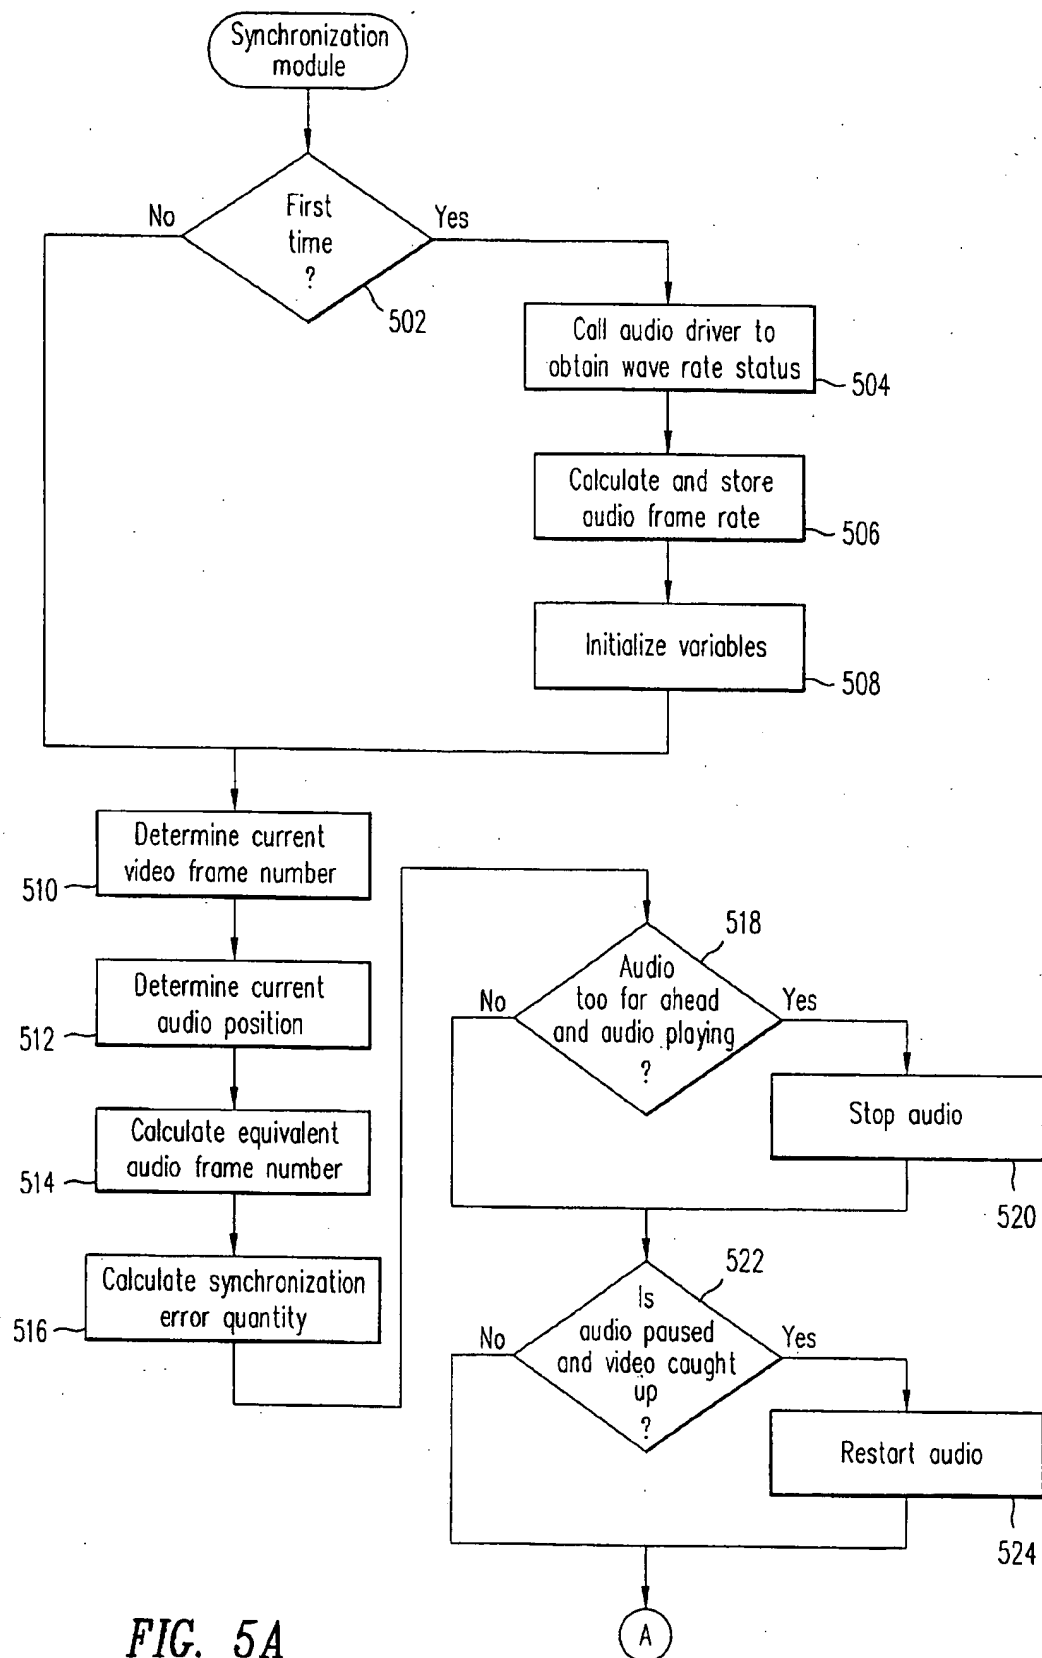 Synchronization
module
First
time
?
No
Yes
502
Call audio driver to
obtain wave rate status
504
Calculate and store
audio frame rate
506
Initialize variables
508
Determine current
video frame number
510
Determine current
audio position
512
Calculate equivalent
audio frame number
514
Calculate synchronization
error quantity
516
518
Audio
too far ahead
and audio playing
?
No
Yes
Stop audio
520
522
Is
audio paused
and video caught
up
?
No
Yes
Restart audio
524
A
FIG. 5A